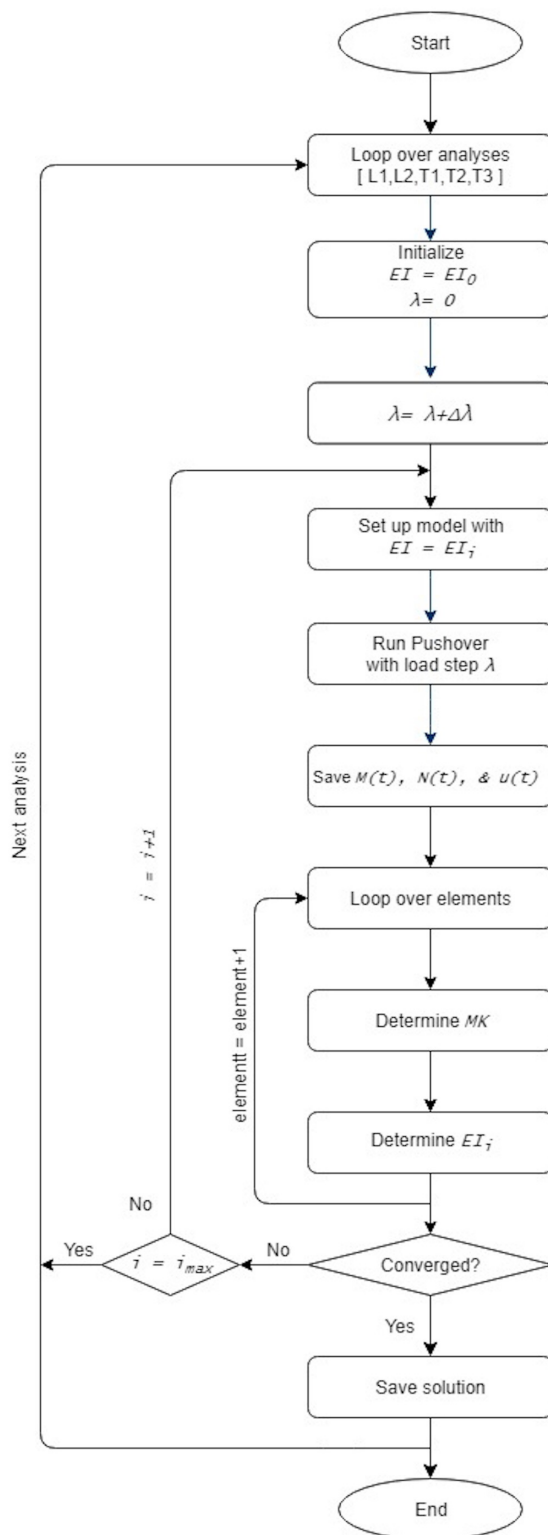 Start
Loop over analyses
[ L1,L2,T1,T2,T3 ]
Initialize
EI = EI₀
λ= 0
λ= λ+Δλ
Set up model with
EI = EIᵢ
Run Pushover
with load step λ
Save M(t), N(t), & u(t)
Next analysis
i = i+1
Loop over elements
elementt = element+1
Determine MK
Determine EIᵢ
No
Yes
i = iₘₐₓ
No
Converged?
Yes
Save solution
End